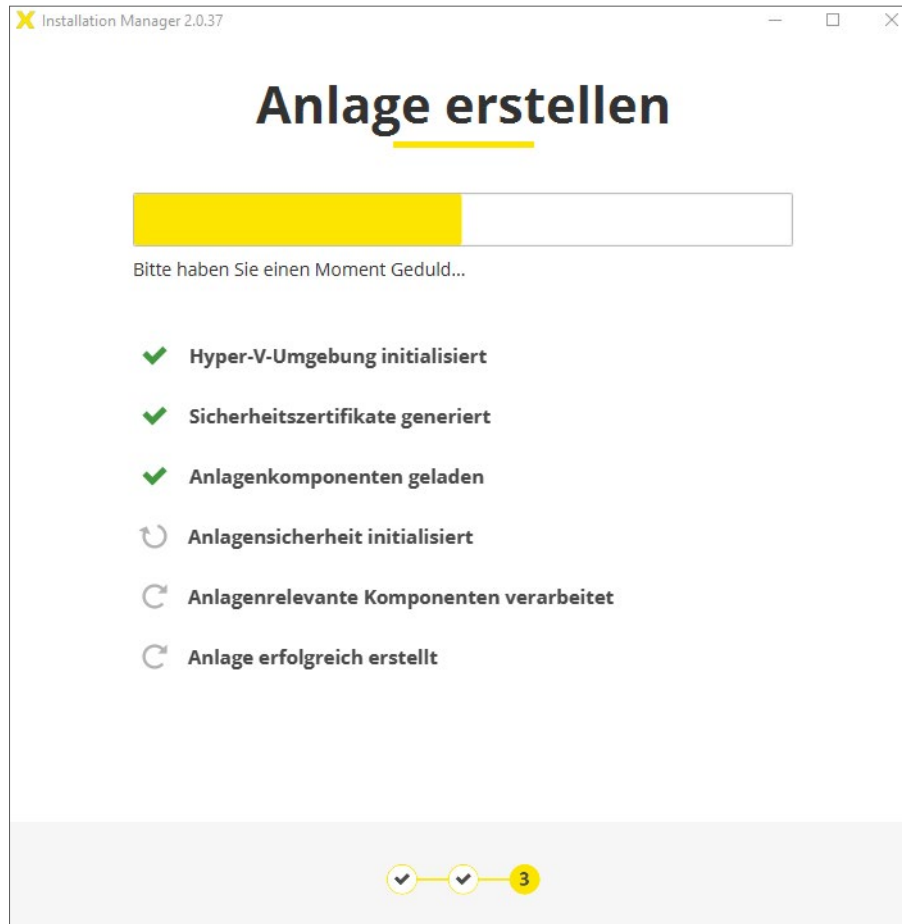 Installation Manager 2.0.37
Anlage erstellen
Bitte haben Sie einen Moment Geduld...
Hyper-V-Umgebung initialisiert
Sicherheitszertifikate generiert
Anlagenkomponenten geladen
Anlagensicherheit initialisiert
Anlagenrelevante Komponenten verarbeitet
Anlage erfolgreich erstellt
3